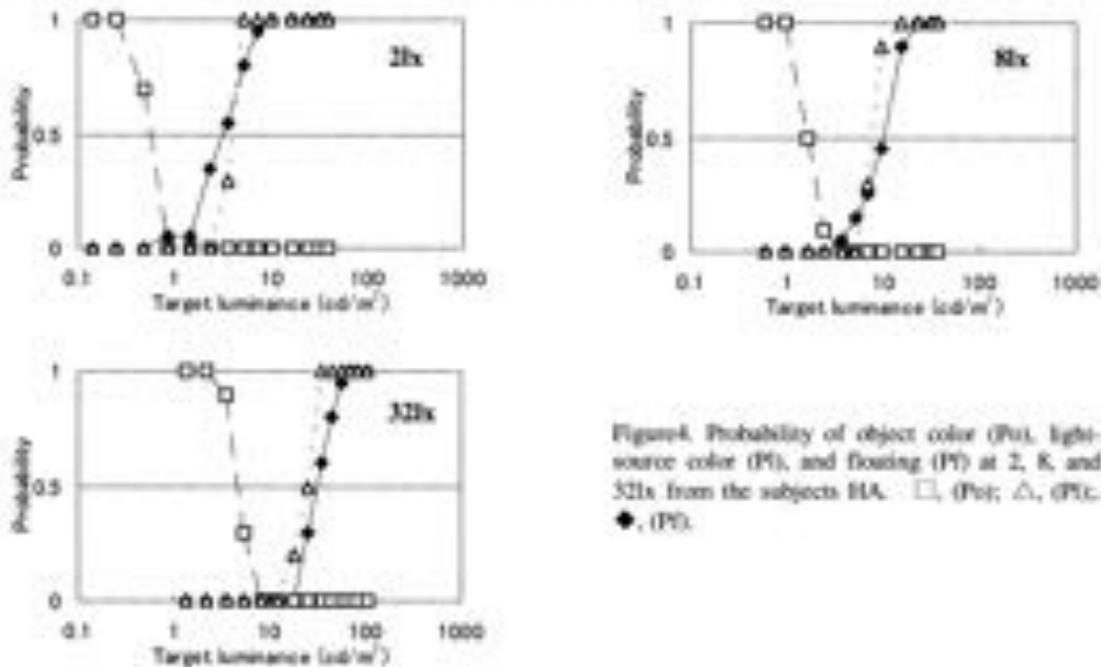 1
2lx
Probability
0.5
0
0.1 1 10 100 1000
Target luminance (cd/m²)
1
8lx
Probability
0.5
0
0.1 1 10 100 1000
Target luminance (cd/m²)
1
32lx
Probability
0.5
0
0.1 1 10 100 1000
Target luminance (cd/m²)
Figure4. Probability of object color (Po), light-
source color (Pl), and floating (Pf) at 2, 8, and
32lx from the subjects HA. □, (Po); △, (Pl);,
◆, (Pf).